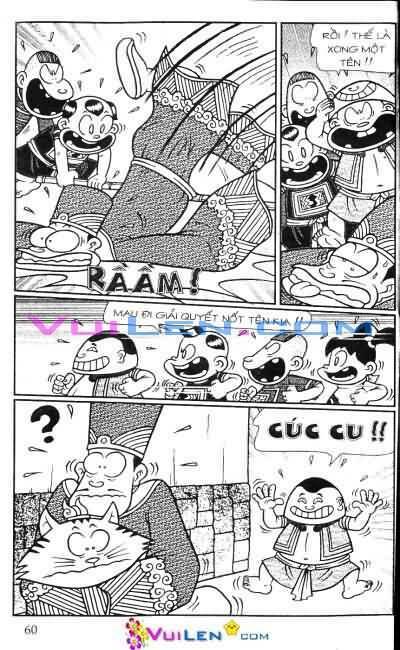 RỒI! THẾ LÀ
XONG MỘT
TÊN!!
RẦẦM!
MAU ĐI GIẢI QUYẾT NỐT TÊN KIA!!
VUILEN.COM
?
CÚC CU!!
60
VUILEN.COM